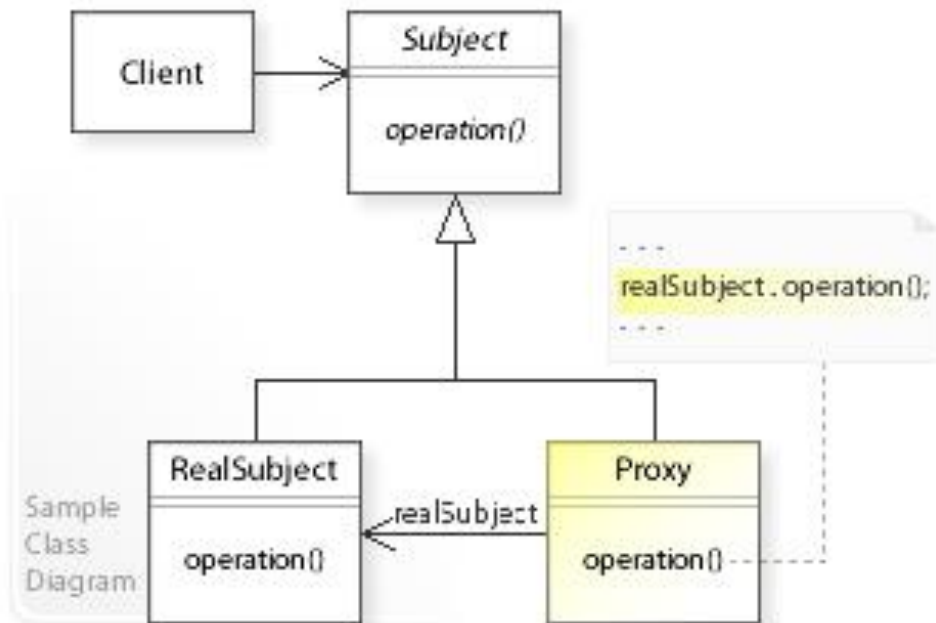 Client
Subject
operation()
- - -
realSubject.operation();
- - -
RealSubject
operation()
realSubject
Proxy
operation()
Sample
Class
Diagram